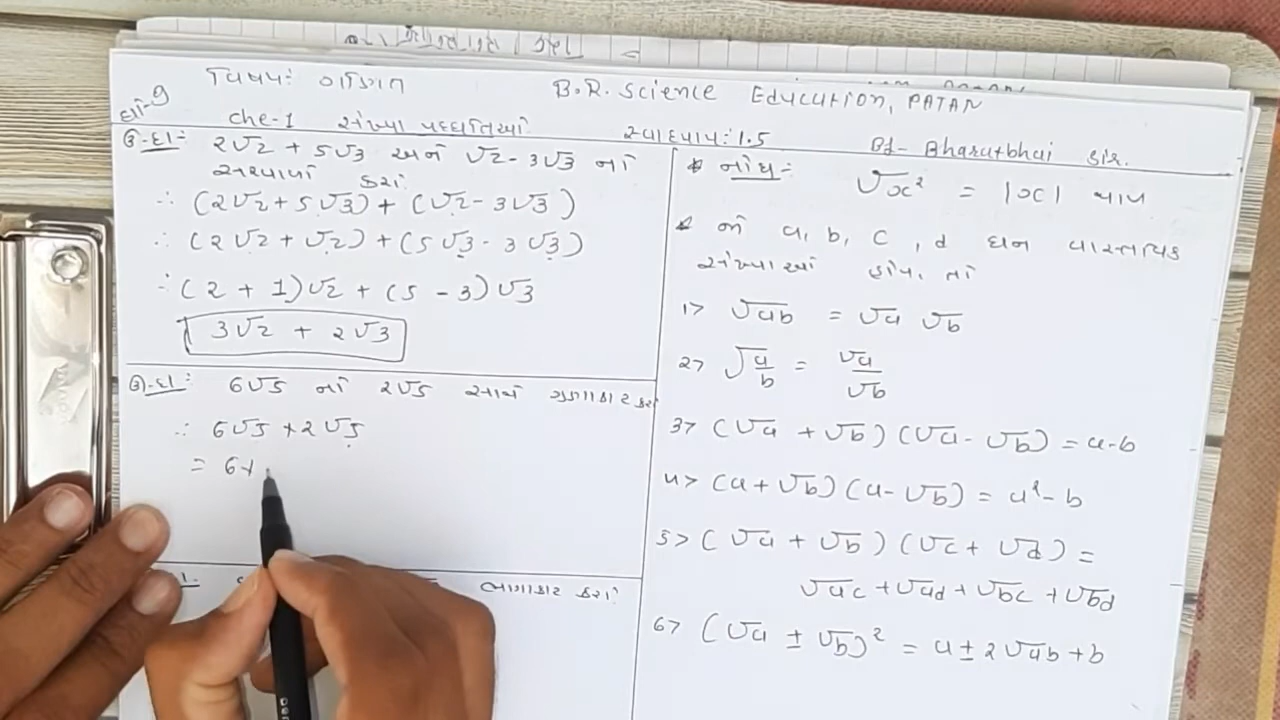 વિષય: ગણિત
B.R. Science Education, PATAN
ધો-9
che-1 સંખ્યા પદ્ધતિઓ
સ્વાધ્યાય: 1.5
By- Bharatbhai sir.
ઉ-દા: 2√2 + 5√3 અને √2 - 3√3 નો
સરવાળો કરો.
∴ (2√2 + 5√3) + (√2 - 3√3)
∴ (2√2 + √2) + (5√3 - 3√3)
∴ (2 + 1)√2 + (5 - 3)√3
3√2 + 2√3
ઉ-દા: 6√5 નો 2√5 સાથે ગુણાકાર કરો
∴ 6√5 × 2√5
= 6×
ભાગાકાર કરો
* નોંધ:-
√x² = |x| થાય
* જો a, b, c, d ધન વાસ્તવિક
સંખ્યાઓ હોય, તો
1> √ab = √a √b
2> √a/b = √a/√b
3> (√a + √b) (√a - √b) = a-b
4> (a + √b) (a - √b) = a² - b
5> (√a + √b) (√c + √d) =
√ac + √ad + √bc + √bd
6> (√a ± √b)² = a ± 2√ab + b